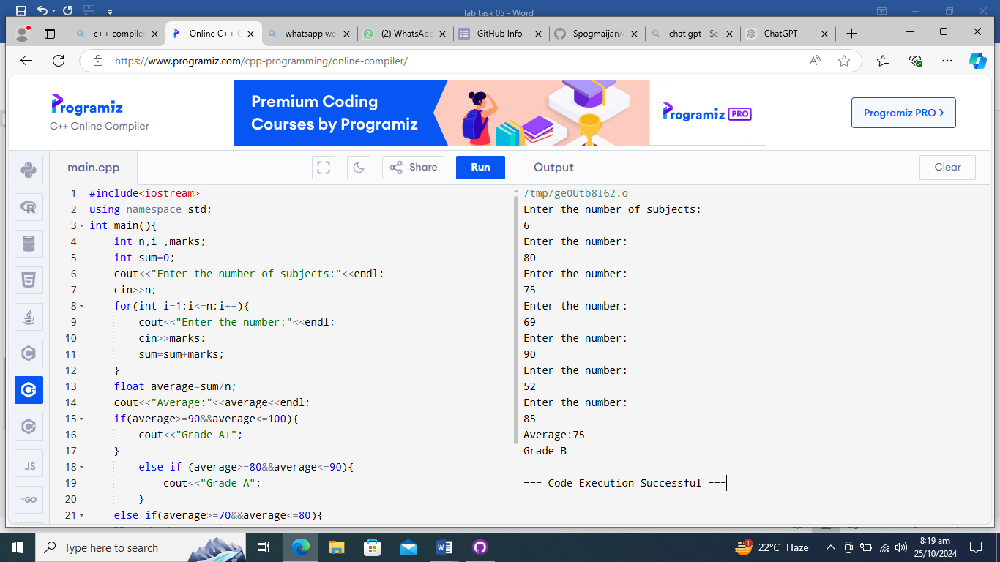 lab task 05 - Word
c++ compile
Online C++ C
whatsapp we
(2) WhatsApp
GitHub Info
Spogmaijan/
chat gpt - Se
ChatGPT
https://www.programiz.com/cpp-programming/online-compiler/
Programiz
C++ Online Compiler
Premium Coding
Courses by Programiz
Programiz PRO
Programiz PRO ›
main.cpp
Share
Run
Output
Clear
1 #include<iostream>
2 using namespace std;
3 int main(){
4 int n,i ,marks;
5 int sum=0;
6 cout<<"Enter the number of subjects:"<<endl;
7 cin>>n;
8 for(int i=1;i<=n;i++){
9 cout<<"Enter the number:"<<endl;
10 cin>>marks;
11 sum=sum+marks;
12 }
13 float average=sum/n;
14 cout<<"Average:"<<average<<endl;
15 if(average>=90&&average<=100){
16 cout<<"Grade A+";
17 }
18 else if (average>=80&&average<=90){
19 cout<<"Grade A";
20 }
21 else if(average>=70&&average<=80){
/tmp/geOUtb8I62.o
Enter the number of subjects:
6
Enter the number:
80
Enter the number:
75
Enter the number:
69
Enter the number:
90
Enter the number:
52
Enter the number:
85
Average:75
Grade B
=== Code Execution Successful ===
JS
GO
Type here to search
22°C Haze
8:19 am
25/10/2024